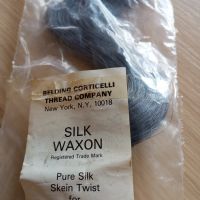 BELDING CORTICELLI
THREAD COMPANY
New York, N.Y. 10018
SILK
WAXON
Registered Trade Mark
Pure Silk
Skein Twist
for